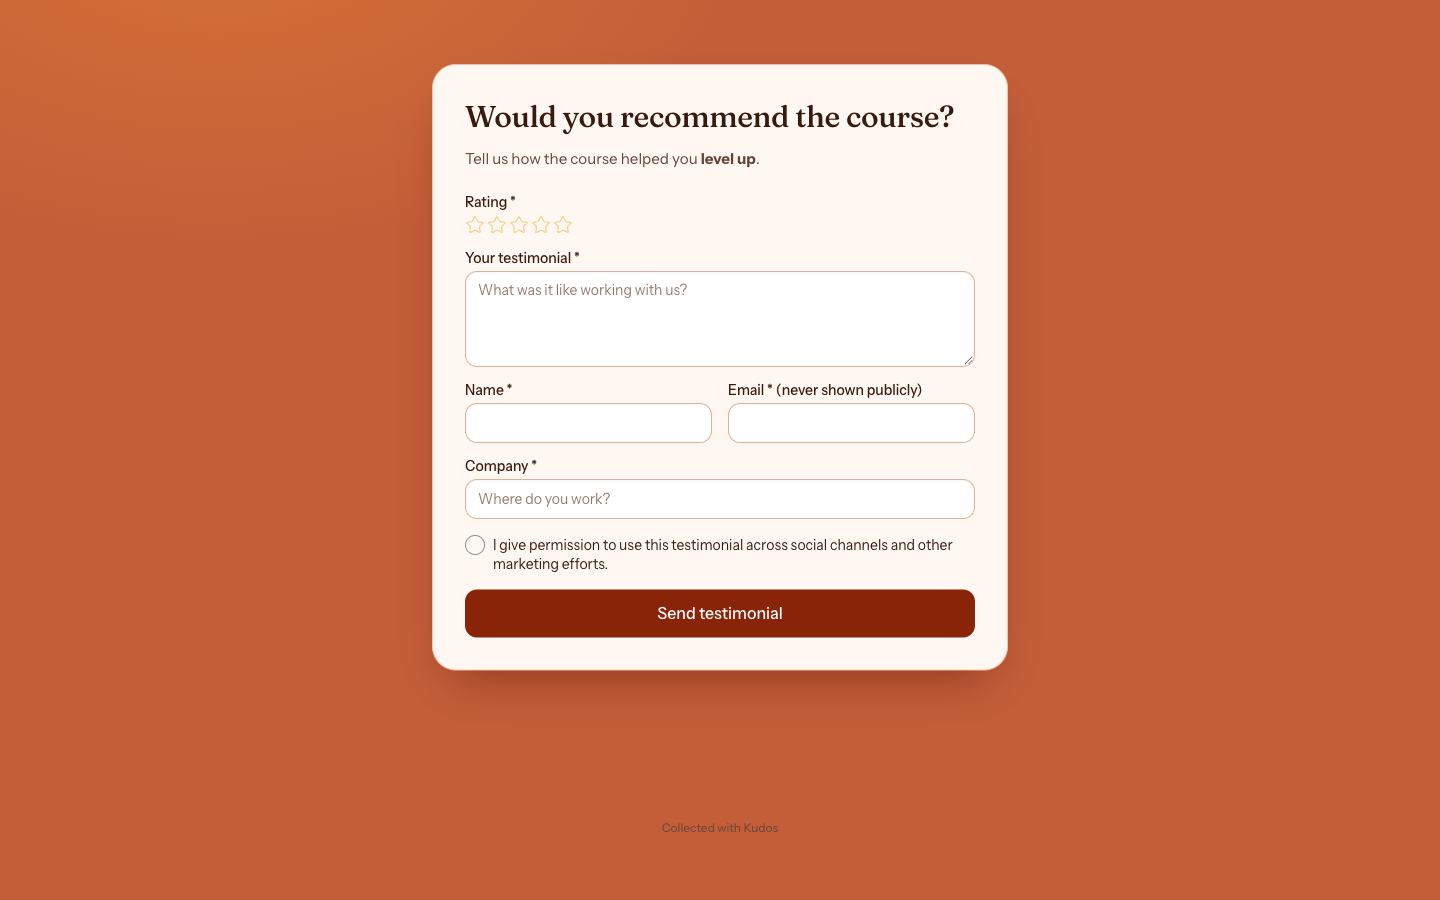 Would you recommend the course?
Tell us how the course helped you level up.
Rating *
Your testimonial *
What was it like working with us?
Name *
Email * (never shown publicly)
Company *
Where do you work?
I give permission to use this testimonial across social channels and other
marketing efforts.
Send testimonial
Collected with Kudos